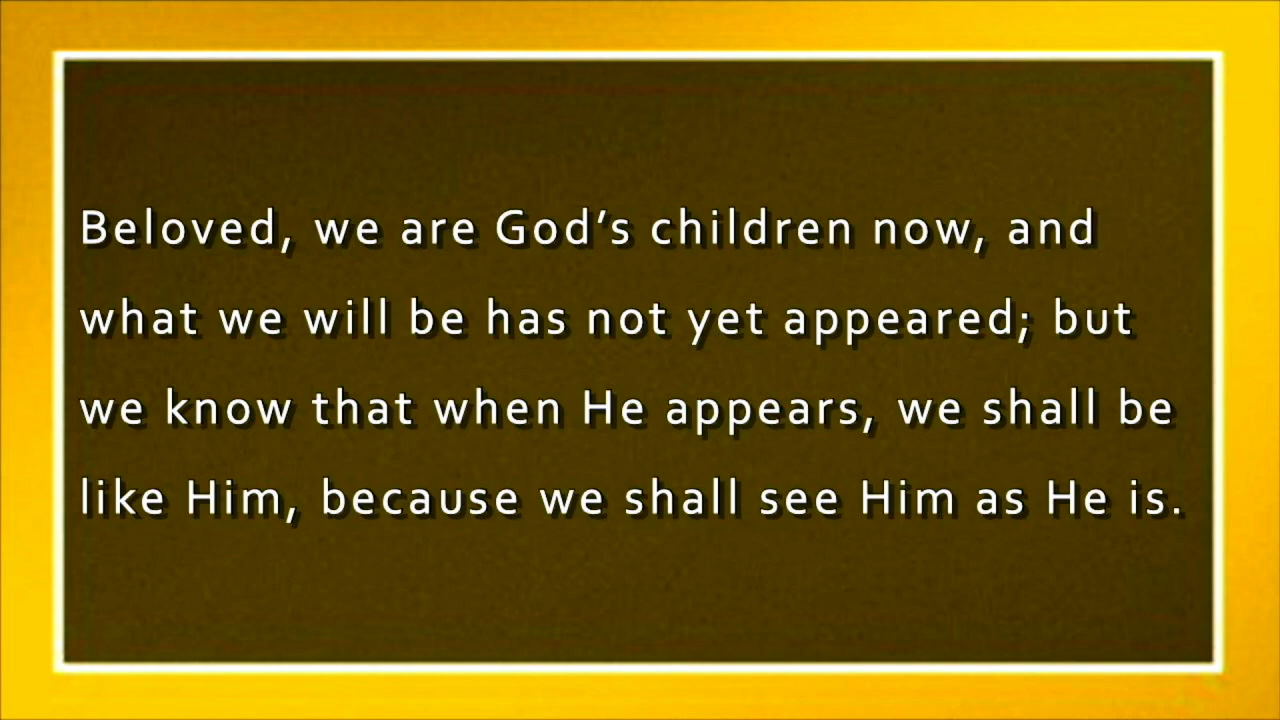 Beloved, we are God’s children now, and
what we will be has not yet appeared; but
we know that when He appears, we shall be
like Him, because we shall see Him as He is.